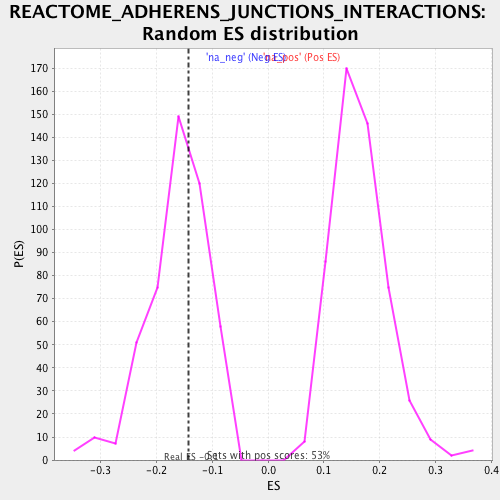 REACTOME_ADHERENS_JUNCTIONS_INTERACTIONS:
Random ES distribution
'na_neg' (Neg ES) 'na_pos' (Pos ES)
P(ES)
170
160
150
140
130
120
110
100
90
80
70
60
50
40
30
20
10
0
Real ES Sets with pos scores: 53%
-0.3 -0.2 -0.1 0.0 0.1 0.2 0.3 0.4
ES